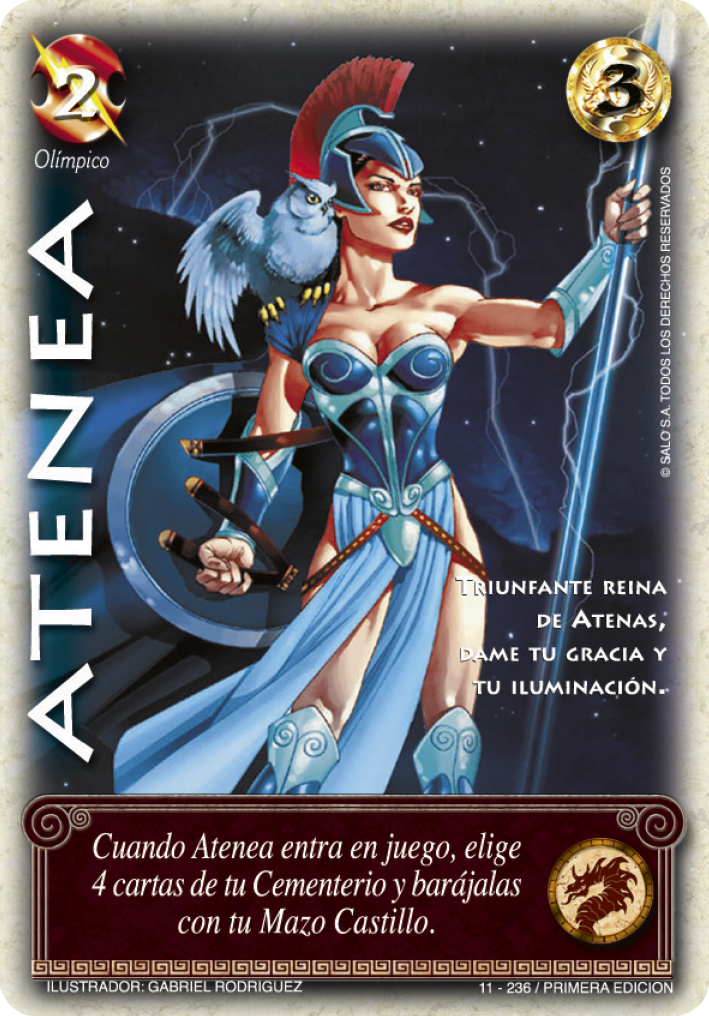 2
3
Olímpico
ATENEA
© SALO S.A. TODOS LOS DERECHOS RESERVADOS
TRIUNFANTE REINA
DE ATENAS,
DAME TU GRACIA Y
TU ILUMINACIÓN.
Cuando Atenea entra en juego, elige
4 cartas de tu Cementerio y barájalas
con tu Mazo Castillo.
ILUSTRADOR: GABRIEL RODRIGUEZ
11 - 236 / PRIMERA EDICION